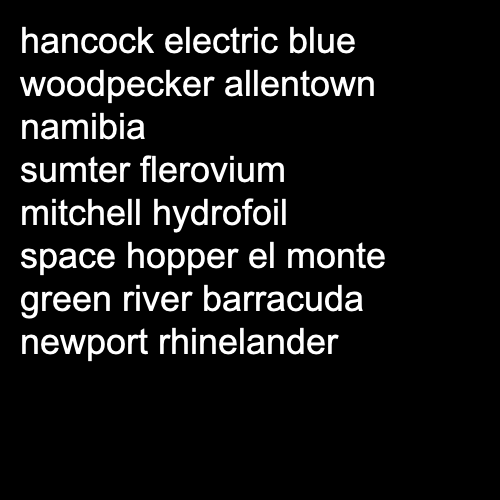 hancock electric blue
woodpecker allentown
namibia
sumter flerovium
mitchell hydrofoil
space hopper el monte
green river barracuda
newport rhinelander